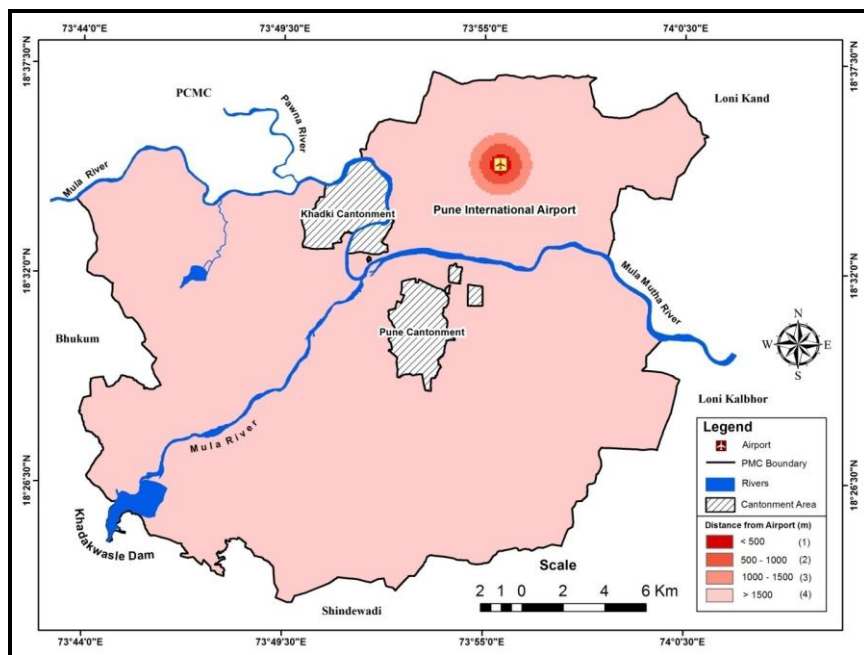 73°44'0"E 73°49'30"E 73°55'0"E 74°0'30"E
18°37'30"N
18°37'30"N
PCMC
Pawna River
Loni Kand
Mula River
Khadki Cantonment
Pune International Airport
18°32'0"N
18°32'0"N
Mula Mutha River
Bhukum
Pune Cantonment
N
W E
S
Loni Kalbhor
Mula River
18°26'30"N
18°26'30"N
Khadakwasle Dam
Shindewadi
Legend
Airport
PMC Boundary
Rivers
Cantonment Area
Distance from Airport (m)
< 500 (1)
500 - 1000 (2)
1000 - 1500 (3)
> 1500 (4)
Scale
2 1 0 2 4 6 Km
73°44'0"E 73°49'30"E 73°55'0"E 74°0'30"E